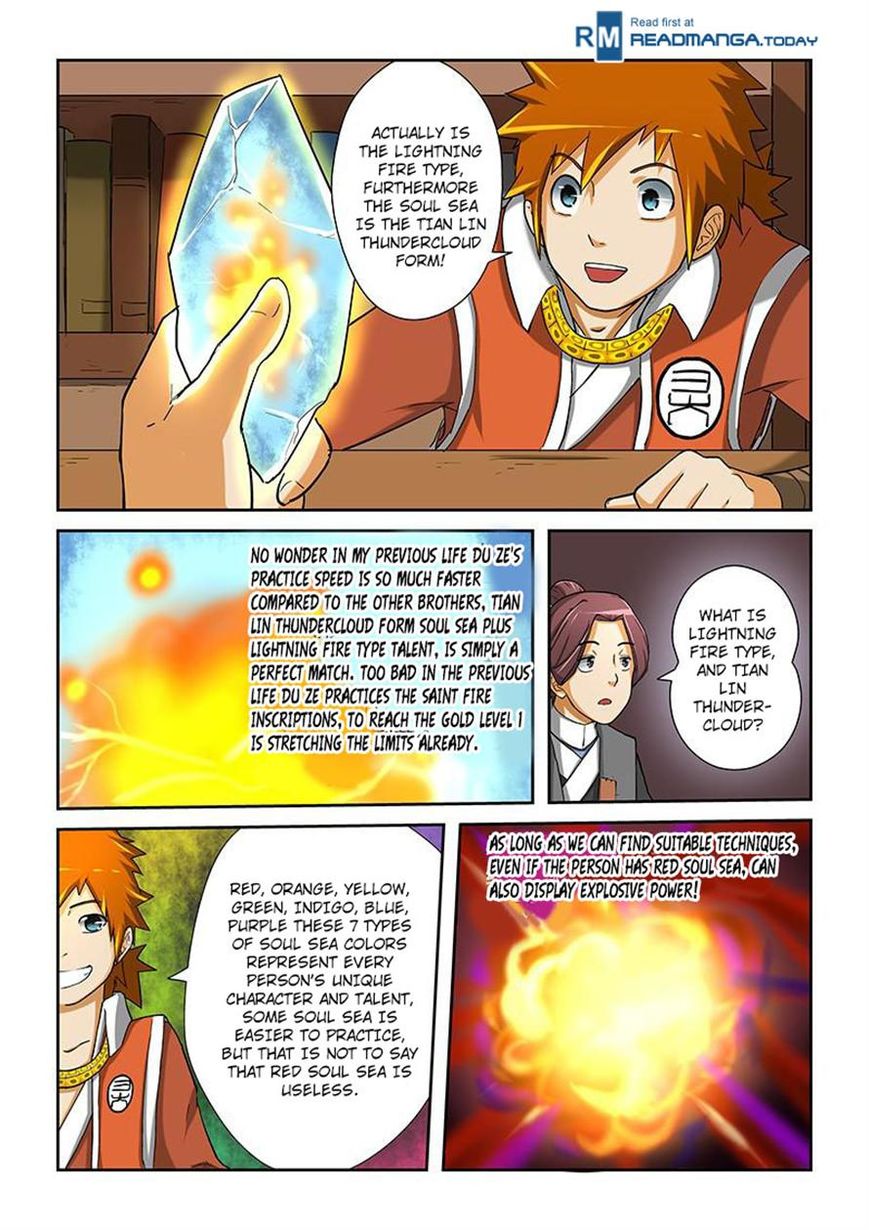 Read first at
RM READMANGA.TODAY
ACTUALLY IS
THE LIGHTNING
FIRE TYPE,
FURTHERMORE
THE SOUL SEA
IS THE TIAN LIN
THUNDERCLOUD
FORM!
NO WONDER IN MY PREVIOUS LIFE DU ZE'S
PRACTICE SPEED IS SO MUCH FASTER
COMPARED TO THE OTHER BROTHERS, TIAN
LIN THUNDERCLOUD FORM SOUL SEA PLUS
LIGHTNING FIRE TYPE TALENT, IS SIMPLY A
PERFECT MATCH. TOO BAD IN THE PREVIOUS
LIFE DU ZE PRACTICES THE SAINT FIRE
INSCRIPTIONS, TO REACH THE GOLD LEVEL 1
IS STRETCHING THE LIMITS ALREADY.
WHAT IS
LIGHTNING
FIRE TYPE,
AND TIAN
LIN
THUNDER-
CLOUD?
RED, ORANGE, YELLOW,
GREEN, INDIGO, BLUE,
PURPLE THESE 7 TYPES
OF SOUL SEA COLORS
REPRESENT EVERY
PERSON'S UNIQUE
CHARACTER AND TALENT,
SOME SOUL SEA IS
EASIER TO PRACTICE,
BUT THAT IS NOT TO SAY
THAT RED SOUL SEA IS
USELESS.
AS LONG AS WE CAN FIND SUITABLE TECHNIQUES,
EVEN IF THE PERSON HAS RED SOUL SEA, CAN
ALSO DISPLAY EXPLOSIVE POWER!